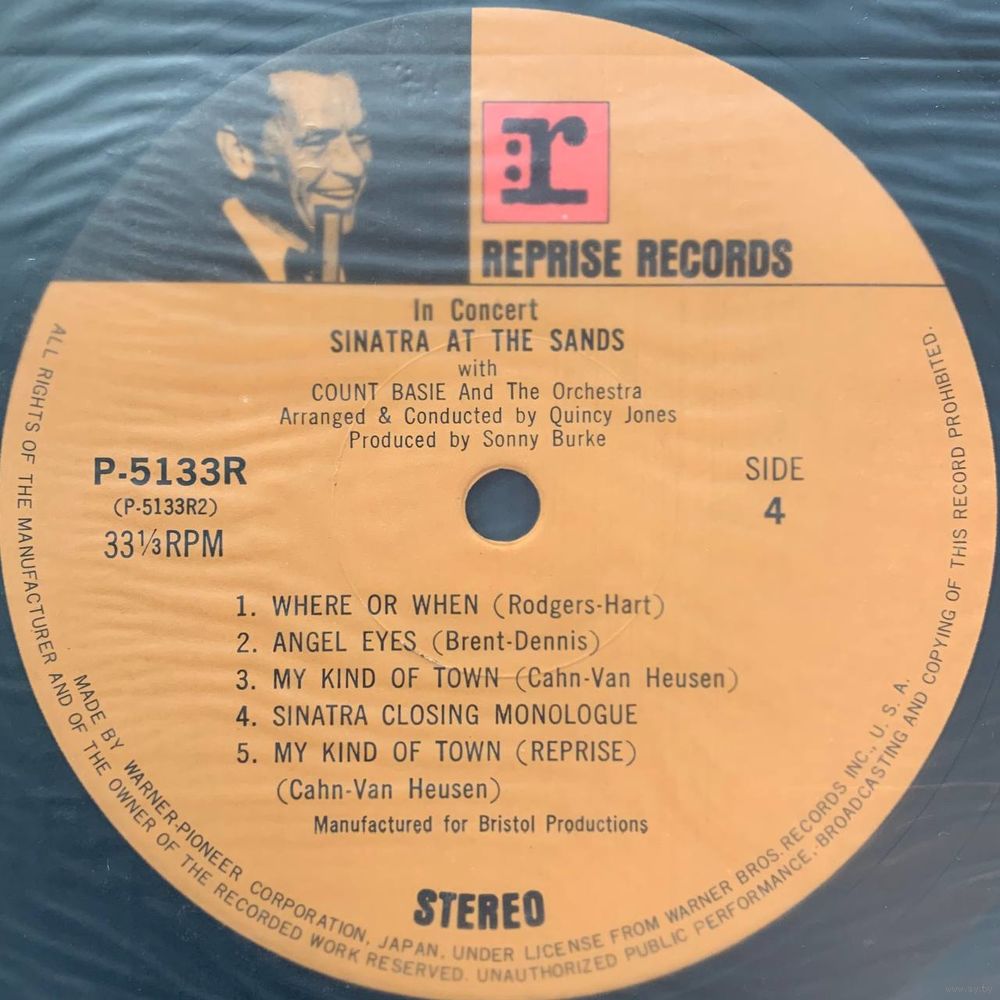 r
REPRISE RECORDS
In Concert
SINATRA AT THE SANDS
with
COUNT BASIE And The Orchestra
Arranged & Conducted by Quincy Jones
Produced by Sonny Burke
P-5133R
(P-5133R2)
33⅓RPM
SIDE
4
1. WHERE OR WHEN (Rodgers-Hart)
2. ANGEL EYES (Brent-Dennis)
3. MY KIND OF TOWN (Cahn-Van Heusen)
4. SINATRA CLOSING MONOLOGUE
5. MY KIND OF TOWN (REPRISE)
(Cahn-Van Heusen)
Manufactured for Bristol Productions
STEREO
MADE BY WARNER-PIONEER CORPORATION, JAPAN. UNDER LICENSE FROM WARNER BROS. RECORDS INC., U. S. A.
ALL RIGHTS OF THE MANUFACTURER AND OF THE OWNER OF THE RECORDED WORK RESERVED. UNAUTHORIZED PUBLIC PERFORMANCE, BROADCASTING AND COPYING OF THIS RECORD PROHIBITED.
www.ay.by